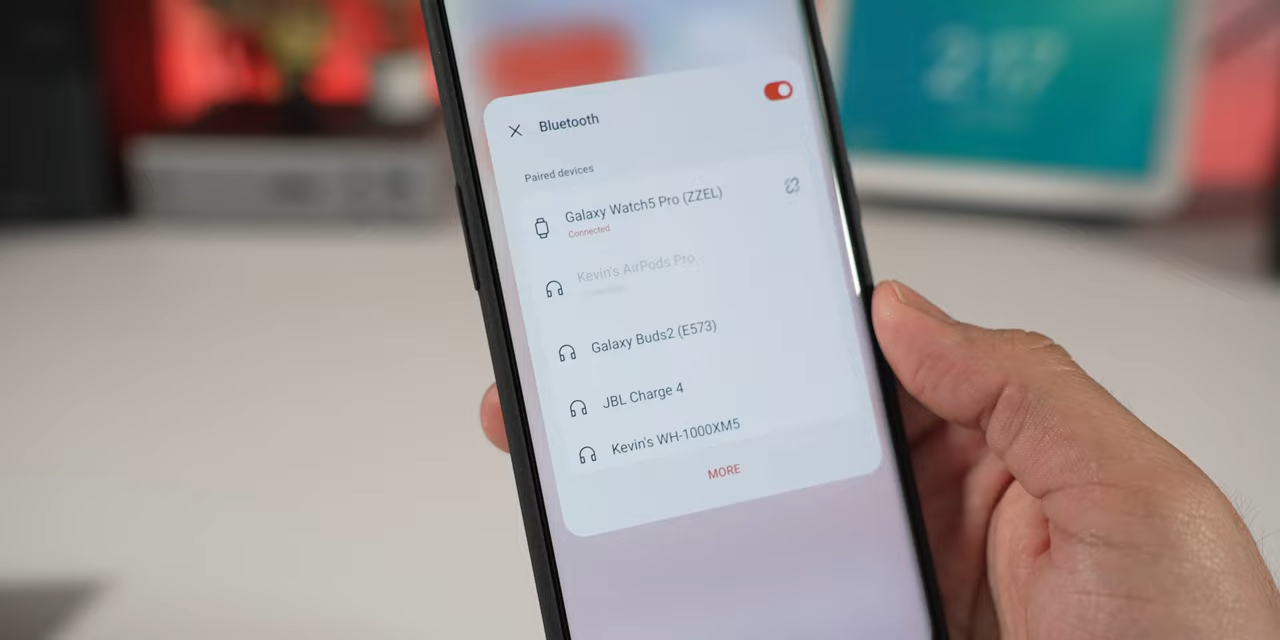 Bluetooth
Paired devices
Galaxy Watch5 Pro (ZZEL)
Connected
Kevin's AirPods Pro
Galaxy Buds2 (E573)
JBL Charge 4
Kevin's WH-1000XM5
MORE